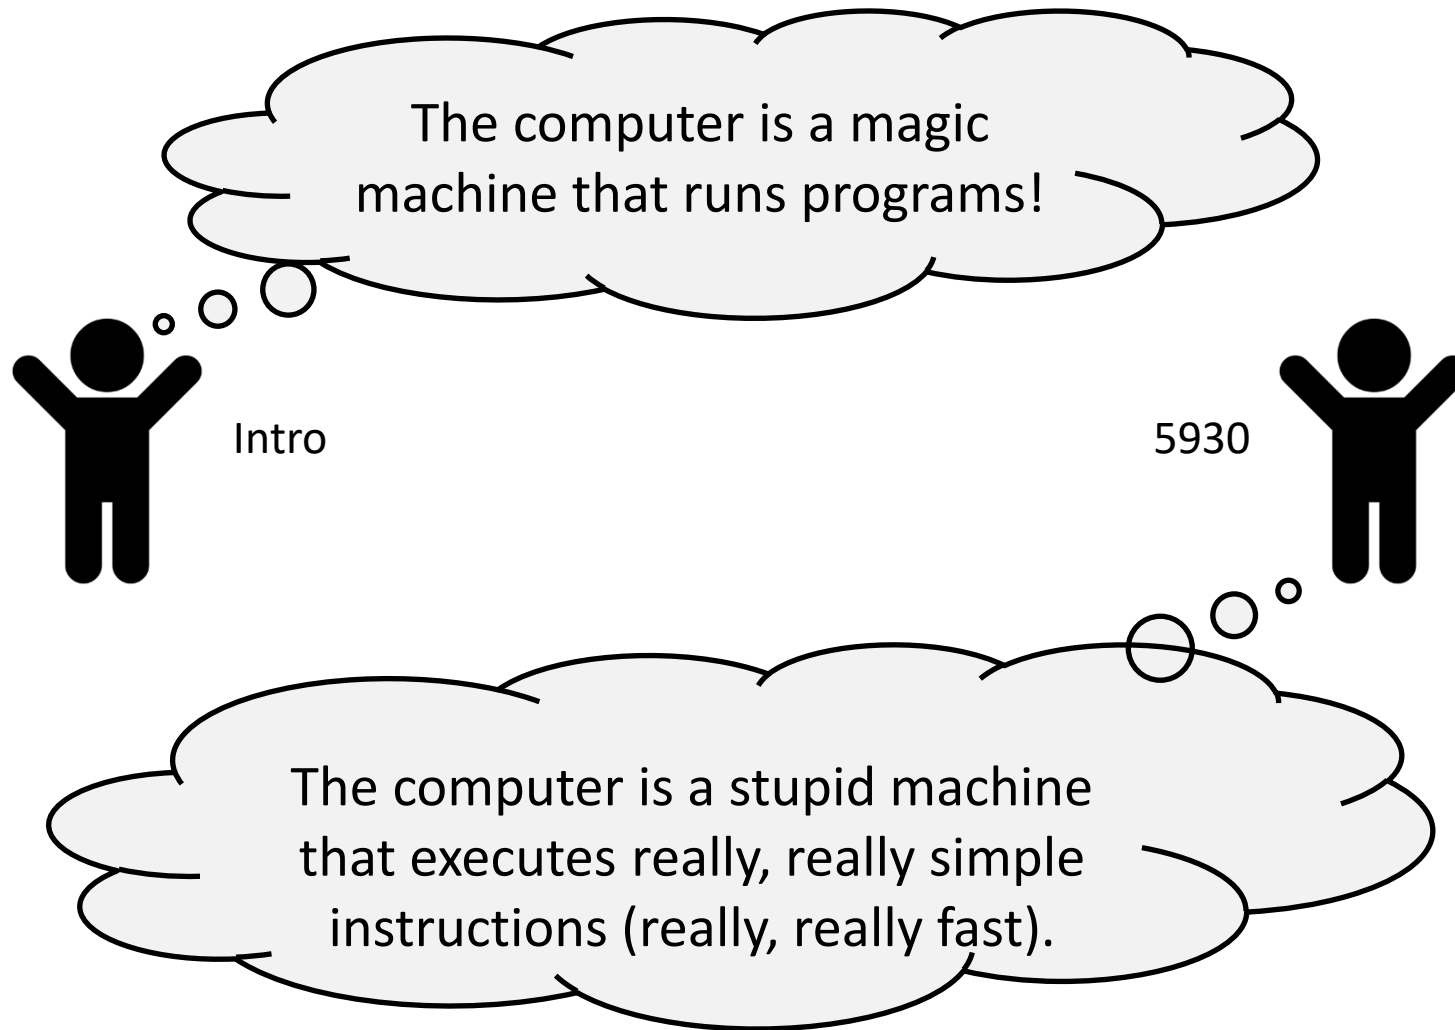 The computer is a magic
machine that runs programs!
Intro
5930
The computer is a stupid machine
that executes really, really simple
instructions (really, really fast).